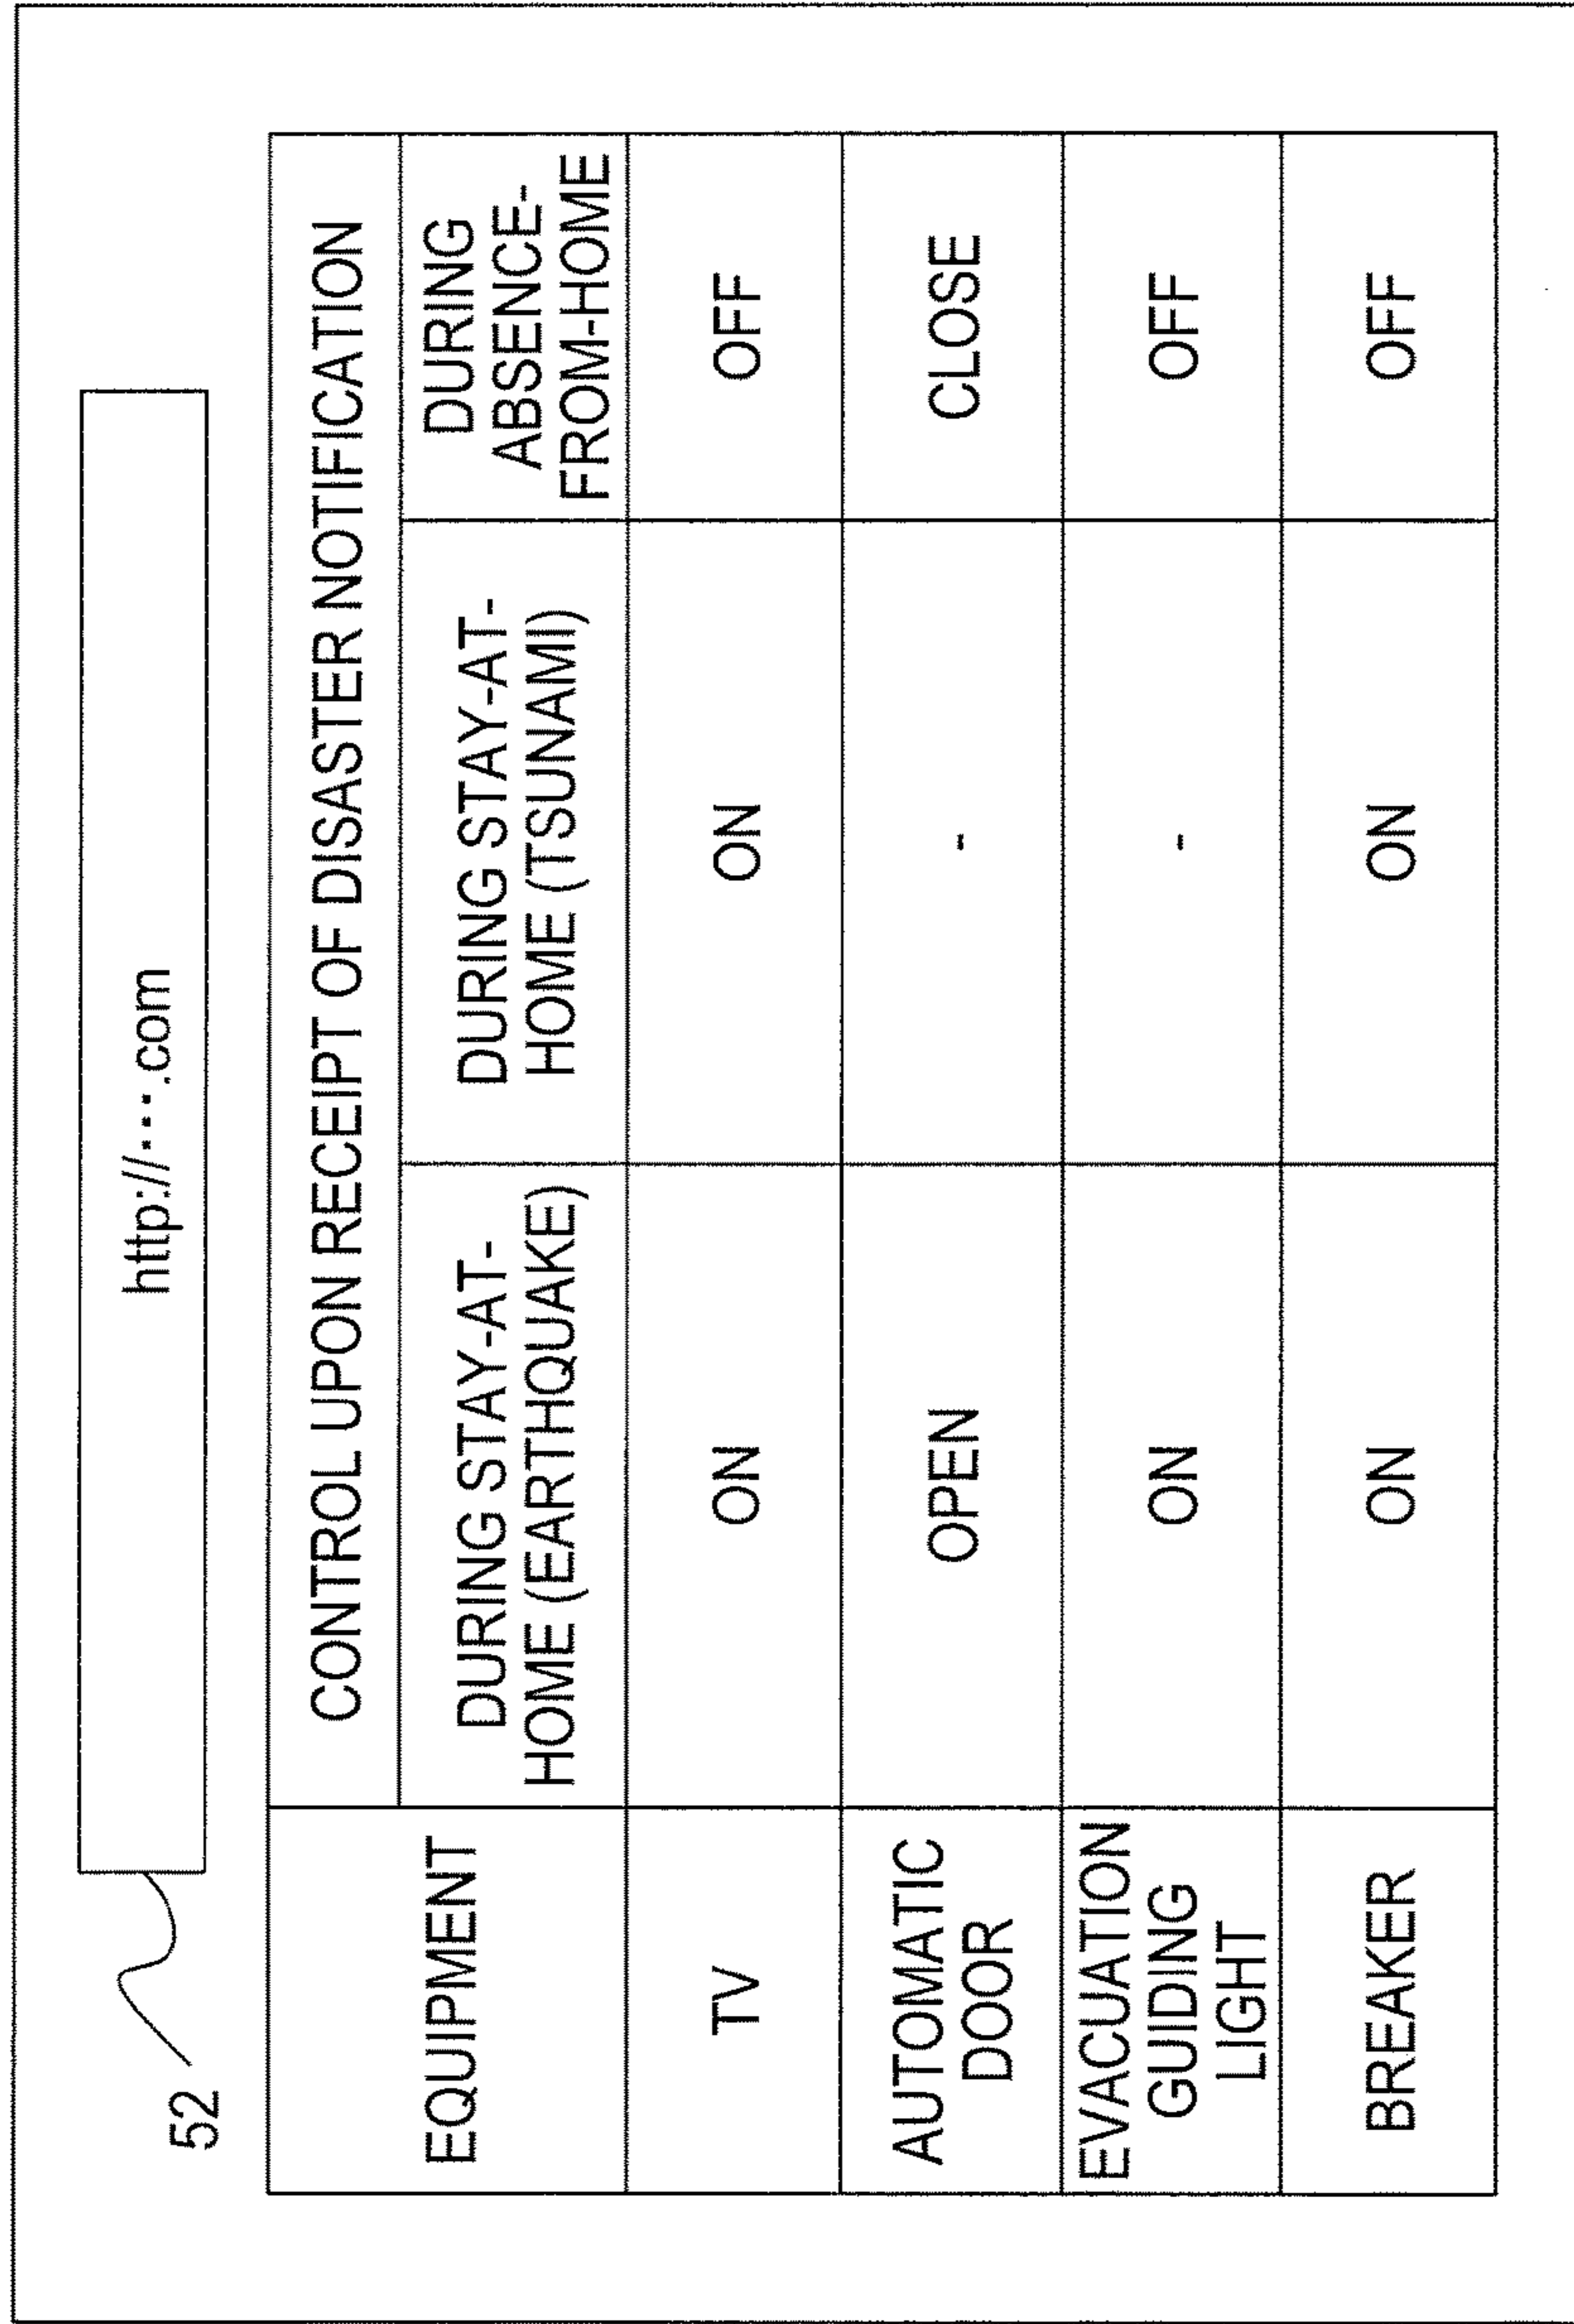 52
http://･･･.com
EQUIPMENT
CONTROL UPON RECEIPT OF DISASTER NOTIFICATION
DURING STAY-AT-
HOME (EARTHQUAKE)
DURING STAY-AT-
HOME (TSUNAMI)
DURING
ABSENCE-
FROM-HOME
TV
ON
ON
OFF
AUTOMATIC
DOOR
OPEN
-
CLOSE
EVACUATION
GUIDING
LIGHT
ON
-
OFF
BREAKER
ON
ON
OFF